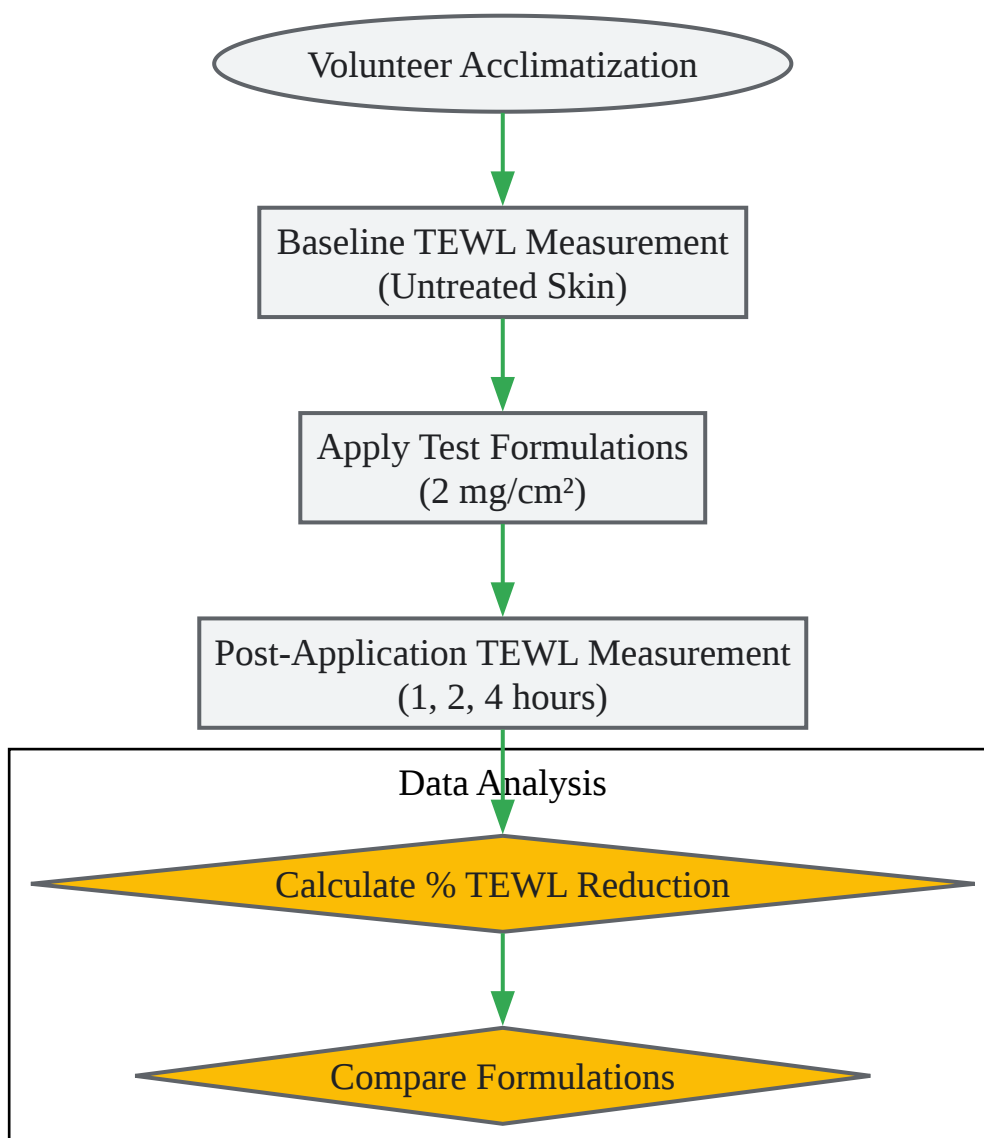 Volunteer Acclimatization
Baseline TEWL Measurement
(Untreated Skin)
Apply Test Formulations
(2 mg/cm²)
Post-Application TEWL Measurement
(1, 2, 4 hours)
Data Analysis
Calculate % TEWL Reduction
Compare Formulations